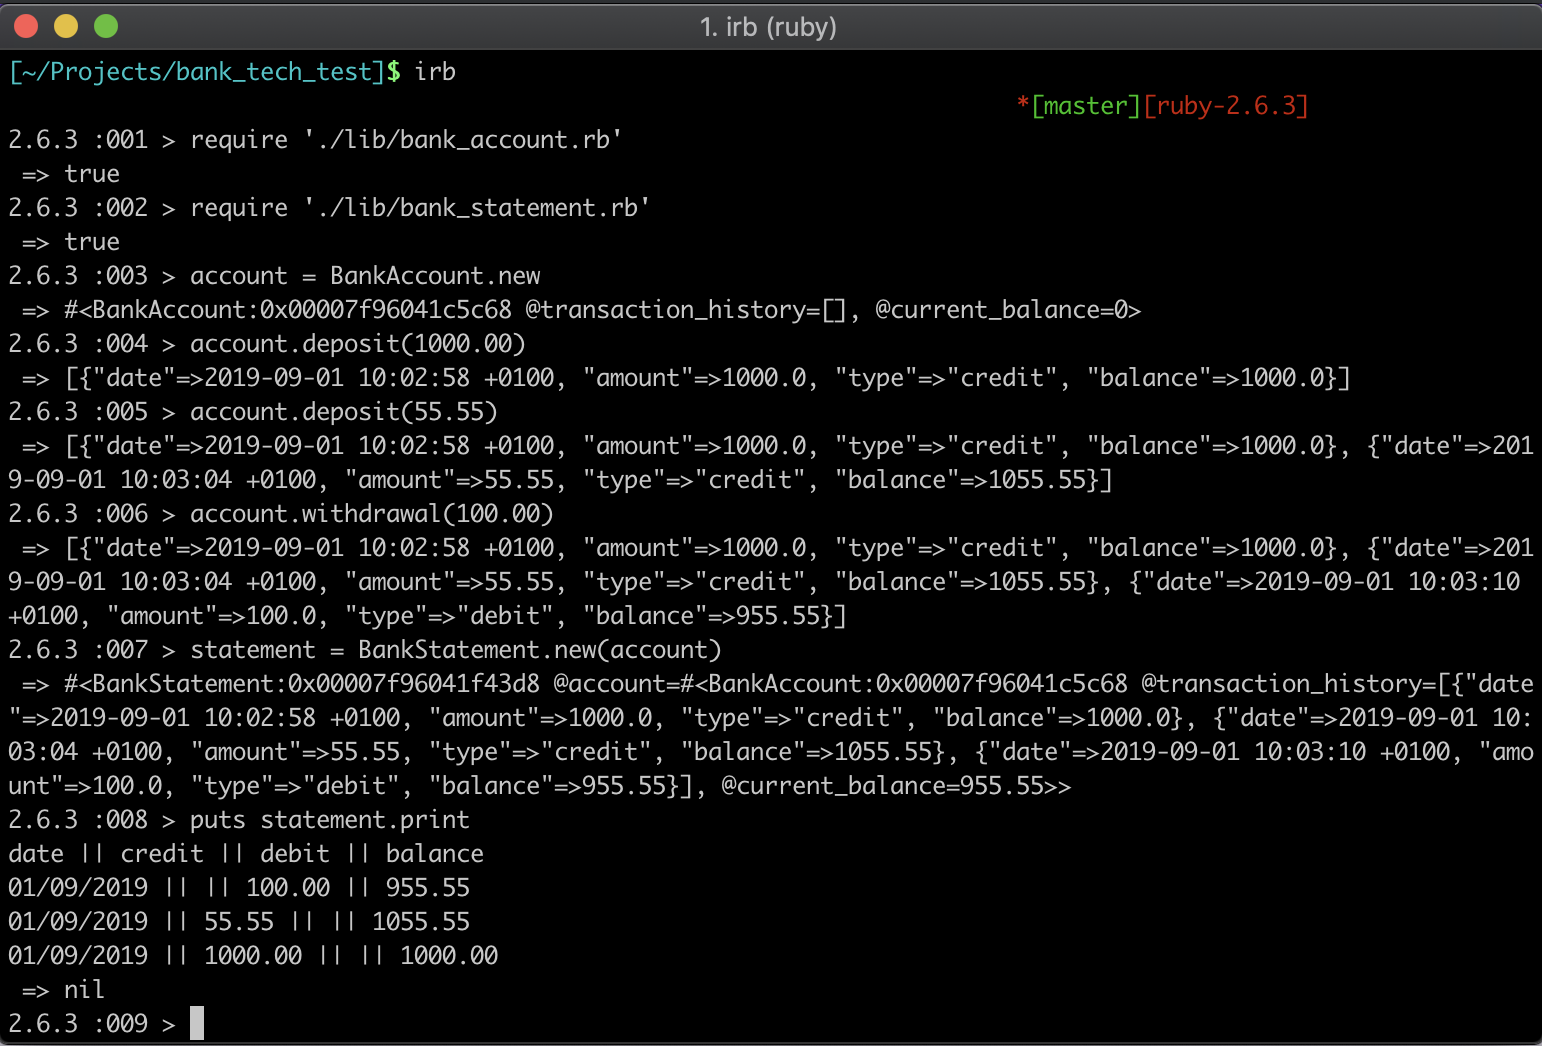 1. irb (ruby)
[~/Projects/bank_tech_test]$ irb
*[master][ruby-2.6.3]
2.6.3 :001 > require './lib/bank_account.rb'
 => true
2.6.3 :002 > require './lib/bank_statement.rb'
 => true
2.6.3 :003 > account = BankAccount.new
 => #<BankAccount:0x00007f96041c5c68 @transaction_history=[], @current_balance=0>
2.6.3 :004 > account.deposit(1000.00)
 => [{"date"=>2019-09-01 10:02:58 +0100, "amount"=>1000.0, "type"=>"credit", "balance"=>1000.0}]
2.6.3 :005 > account.deposit(55.55)
 => [{"date"=>2019-09-01 10:02:58 +0100, "amount"=>1000.0, "type"=>"credit", "balance"=>1000.0}, {"date"=>201
9-09-01 10:03:04 +0100, "amount"=>55.55, "type"=>"credit", "balance"=>1055.55}]
2.6.3 :006 > account.withdrawal(100.00)
 => [{"date"=>2019-09-01 10:02:58 +0100, "amount"=>1000.0, "type"=>"credit", "balance"=>1000.0}, {"date"=>201
9-09-01 10:03:04 +0100, "amount"=>55.55, "type"=>"credit", "balance"=>1055.55}, {"date"=>2019-09-01 10:03:10
+0100, "amount"=>100.0, "type"=>"debit", "balance"=>955.55}]
2.6.3 :007 > statement = BankStatement.new(account)
 => #<BankStatement:0x00007f96041f43d8 @account=#<BankAccount:0x00007f96041c5c68 @transaction_history=[{"date
"=>2019-09-01 10:02:58 +0100, "amount"=>1000.0, "type"=>"credit", "balance"=>1000.0}, {"date"=>2019-09-01 10:
03:04 +0100, "amount"=>55.55, "type"=>"credit", "balance"=>1055.55}, {"date"=>2019-09-01 10:03:10 +0100, "amo
unt"=>100.0, "type"=>"debit", "balance"=>955.55}], @current_balance=955.55>>
2.6.3 :008 > puts statement.print
date || credit || debit || balance
01/09/2019 || || 100.00 || 955.55
01/09/2019 || 55.55 || || 1055.55
01/09/2019 || 1000.00 || || 1000.00
 => nil
2.6.3 :009 >